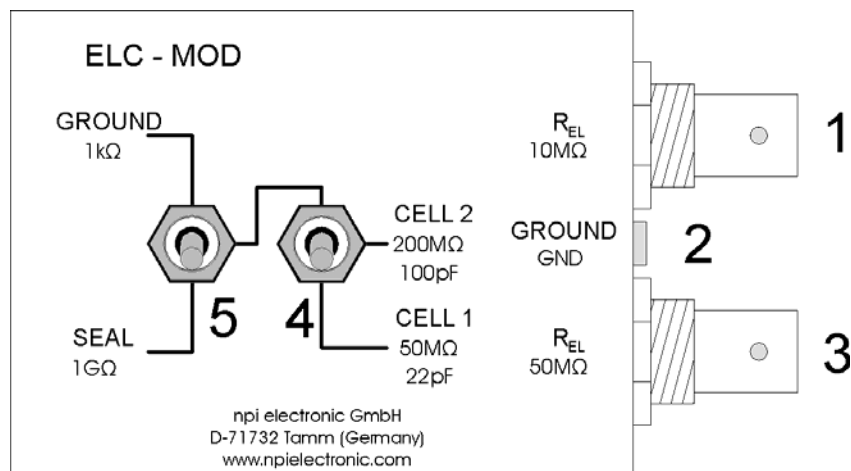 ELC - MOD
GROUND
1kΩ
SEAL
1GΩ
5
4
CELL 2
200MΩ
100pF
CELL 1
50MΩ
22pF
R_EL
10MΩ
1
GROUND
GND
2
R_EL
50MΩ
3
npi electronic GmbH
D-71732 Tamm (Germany)
www.npielectronic.com